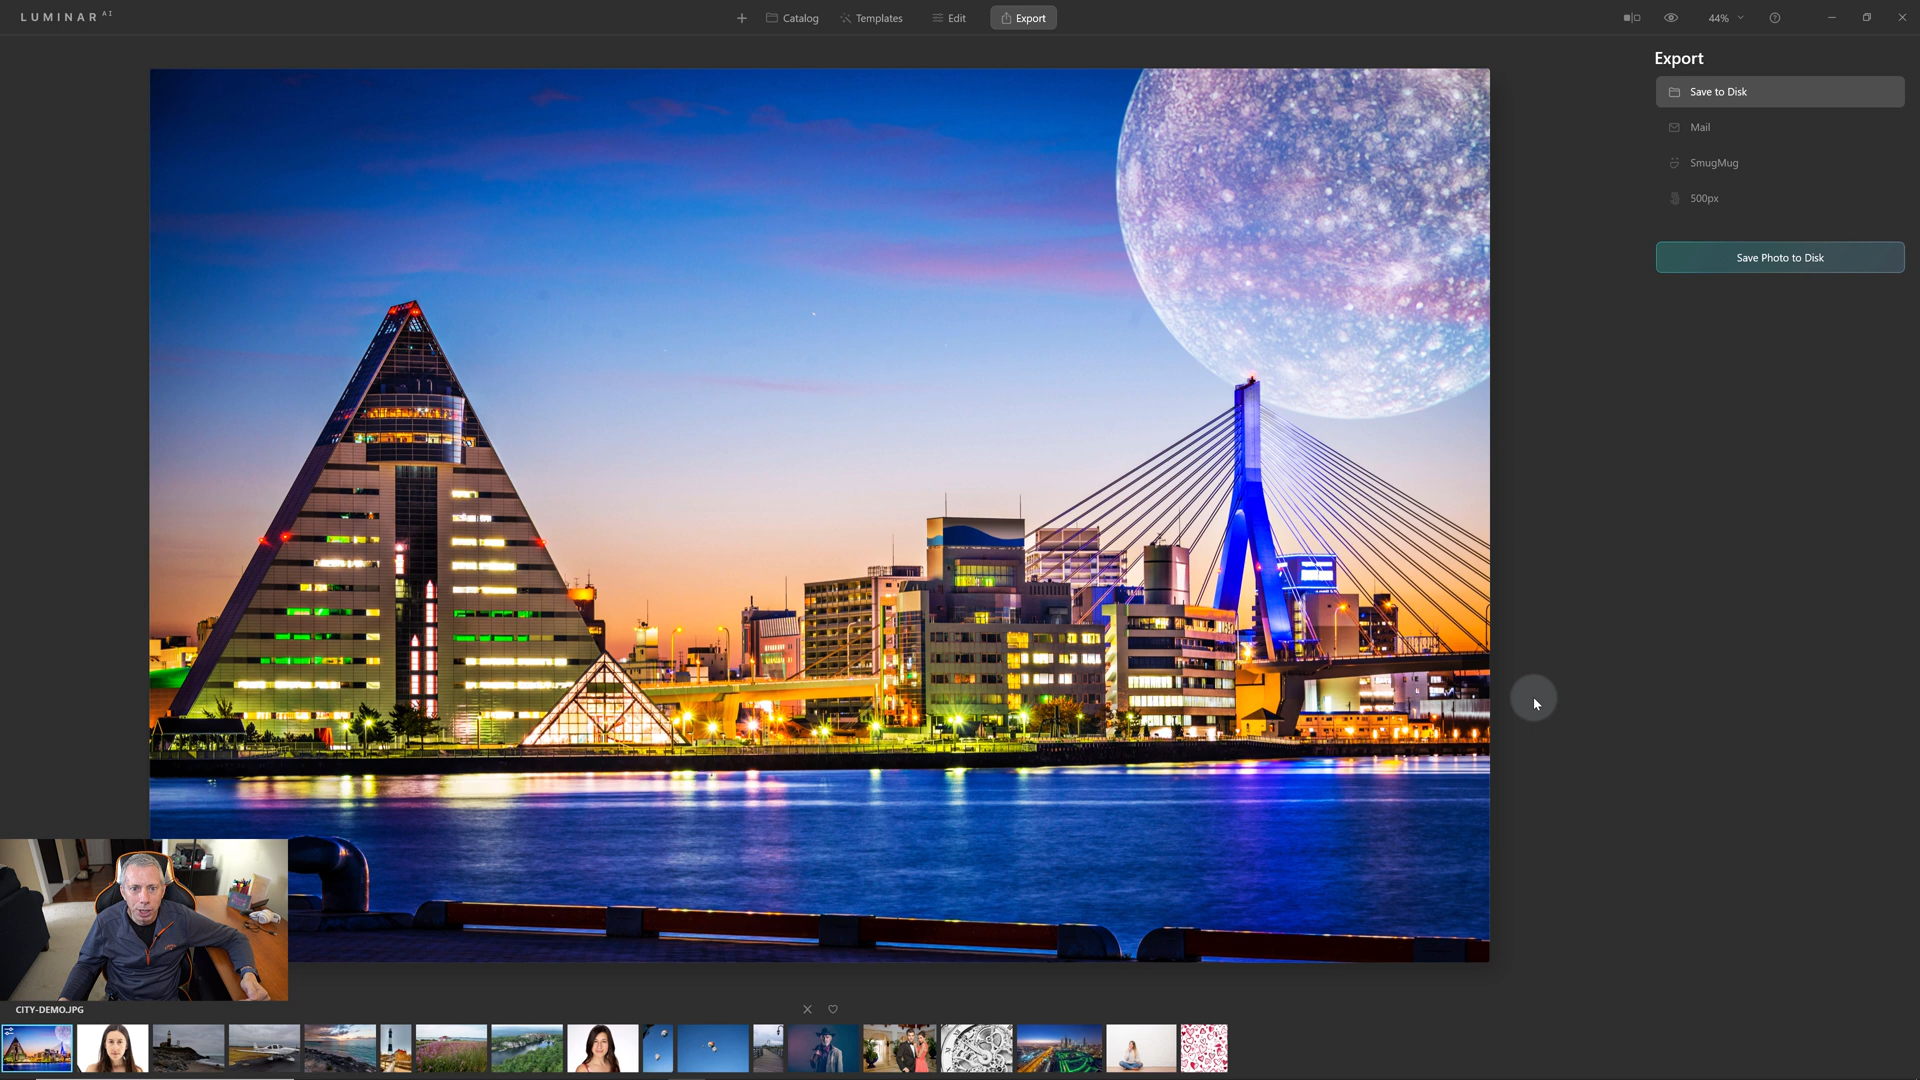 LUMINAR AI
Catalog
Templates
Edit
Export
44%
Export
Save to Disk
Mail
SmugMug
500px
Save Photo to Disk
CITY-DEMO.JPG